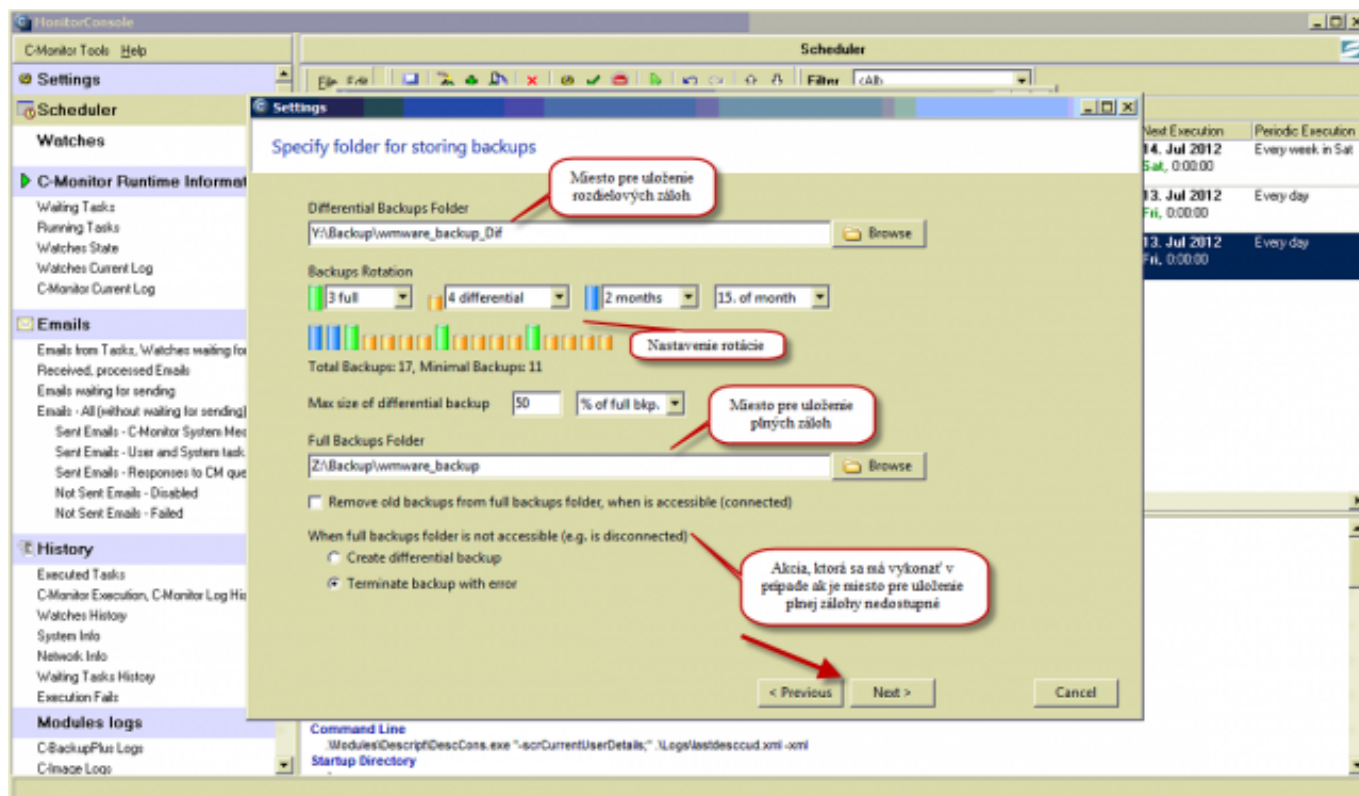 MonitorConsole
C-Monitor Tools Help
Scheduler
Settings
File Edit
Filter <All>
Scheduler
Watches
C-Monitor Runtime Informat
Waiting Tasks
Running Tasks
Watches State
Watches Current Log
C-Monitor Current Log
Emails
Emails from Tasks, Watches waiting for
Received, processed Emails
Emails waiting for sending
Emails - All (without waiting for sending)
Sent Emails - C-Monitor System Mes
Sent Emails - User and System task
Sent Emails - Responses to CM que
Not Sent Emails - Disabled
Not Sent Emails - Failed
History
Executed Tasks
C-Monitor Execution, C-Monitor Log His
Watches History
System Info
Network Info
Waiting Tasks History
Execution Fails
Modules logs
C-BackupPlus Logs
C-Image Logs
Settings
Specify folder for storing backups
Miesto pre uloženie
rozdielových záloh
Differential Backups Folder
Y:\Backup\wmware_backup_Dif
Browse
Backups Rotation
3 full 4 differential 2 months 15. of month
Nastavenie rotácie
Total Backups: 17, Minimal Backups: 11
Max size of differential backup 50 % of full bkp.
Miesto pre uloženie
plných záloh
Full Backups Folder
Z:\Backup\wmware_backup
Browse
Remove old backups from full backups folder, when is accessible (connected)
When full backups folder is not accessible (e.g. is disconnected)
Create differential backup
Terminate backup with error
Akcia, ktorá sa má vykonať v
prípade ak je miesto pre uloženie
plnej zálohy nedostupné
< Previous Next > Cancel
Next Execution Periodic Execution
14. Jul 2012 Every week in Sat
Sat, 0:00:00
13. Jul 2012 Every day
Fri, 0:00:00
13. Jul 2012 Every day
Fri, 0:00:00
Command Line
.\Modules\Descript\DescCons.exe "-scrCurrentUserDetails;" .\Logs\lastdesccud.xml -xml
Startup Directory